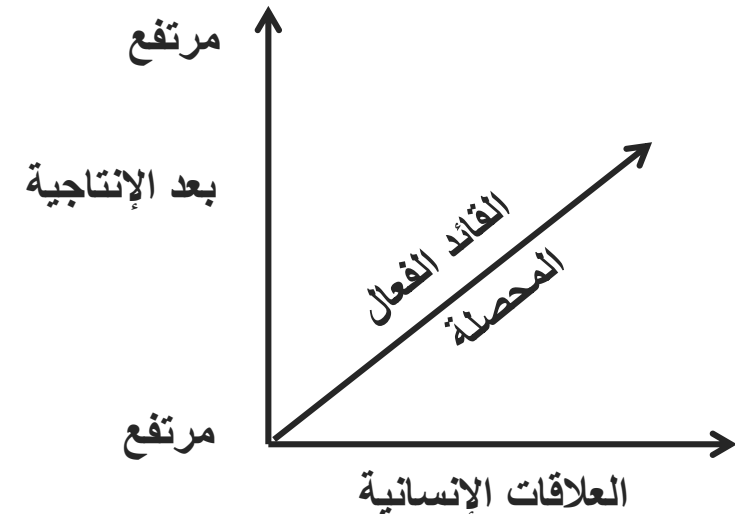 مرتفع
بعد الإنتاجية
القائد الفعال
المحصلة
مرتفع
العلاقات الإنسانية